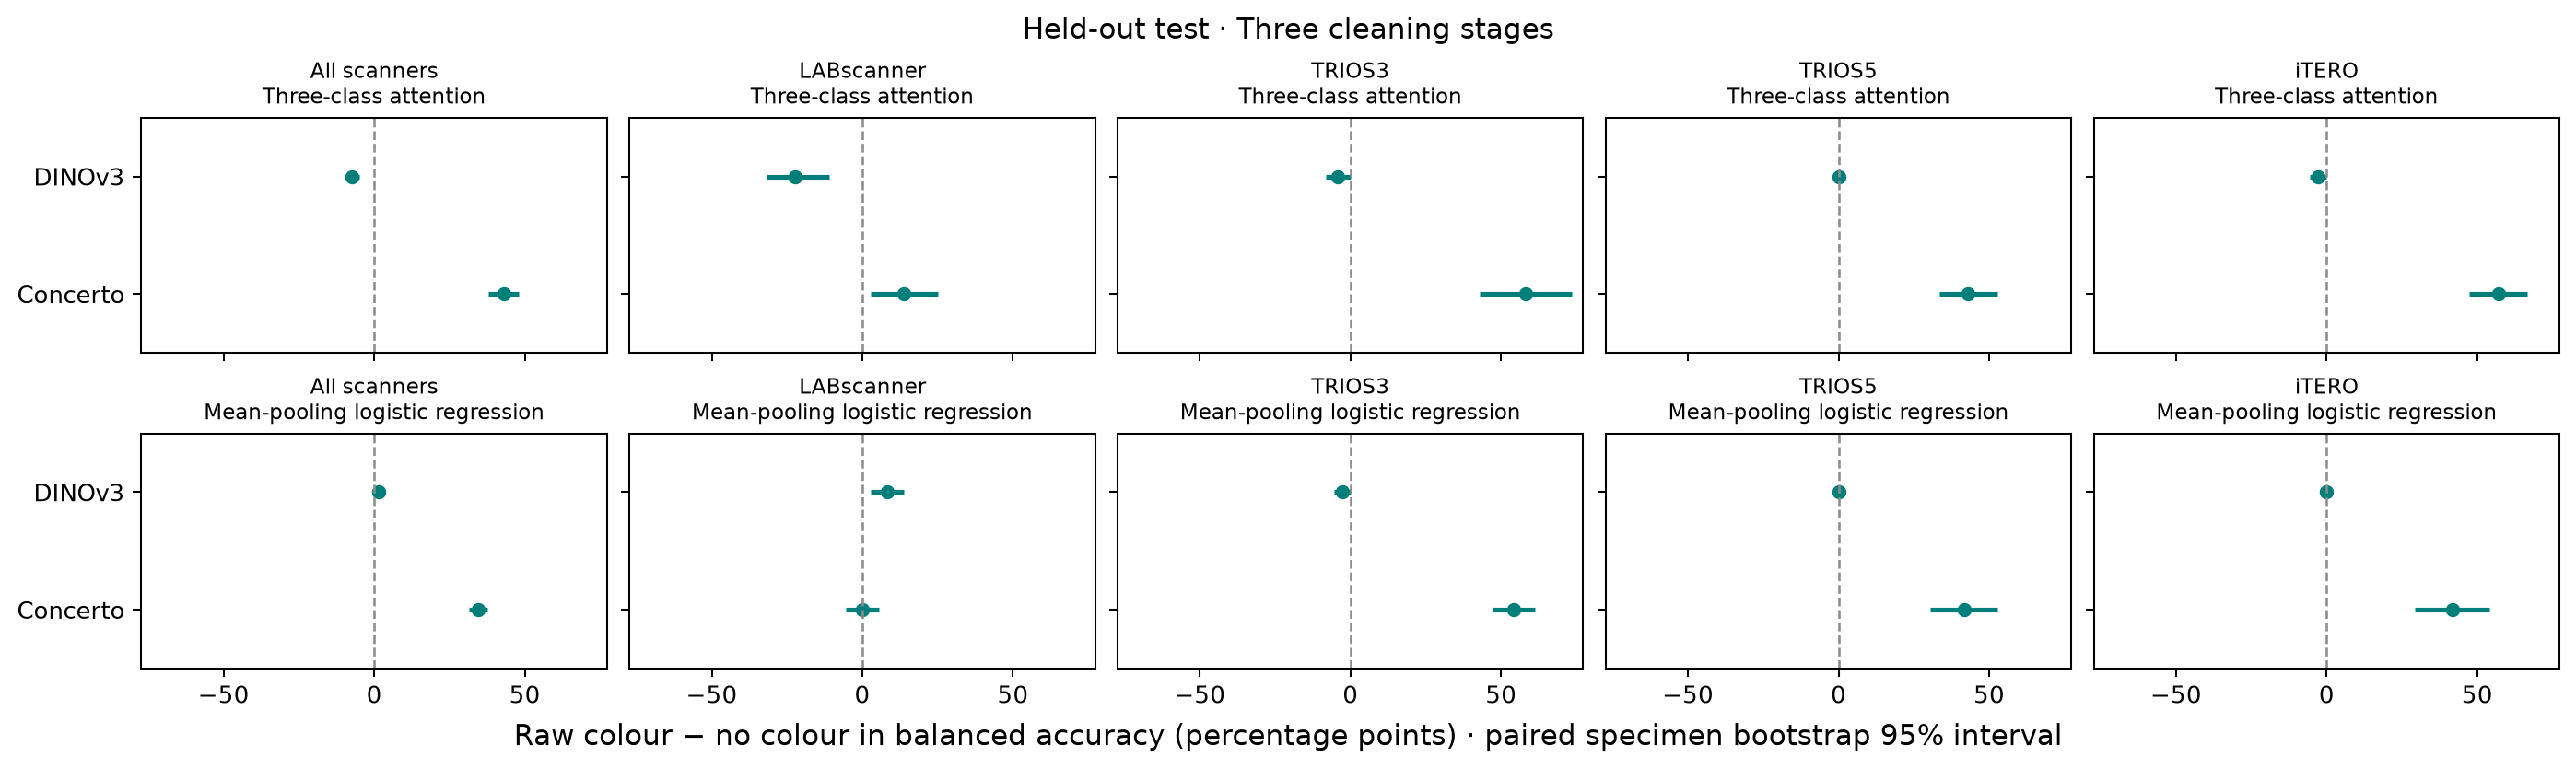 Held-out test · Three cleaning stages
All scanners
Three-class attention
LABscanner
Three-class attention
TRIOS3
Three-class attention
TRIOS5
Three-class attention
iTERO
Three-class attention
DINOv3
Concerto
All scanners
Mean-pooling logistic regression
LABscanner
Mean-pooling logistic regression
TRIOS3
Mean-pooling logistic regression
TRIOS5
Mean-pooling logistic regression
iTERO
Mean-pooling logistic regression
DINOv3
Concerto
−50 0 50 −50 0 50 −50 0 50 −50 0 50 −50 0 50
Raw colour − no colour in balanced accuracy (percentage points) · paired specimen bootstrap 95% interval